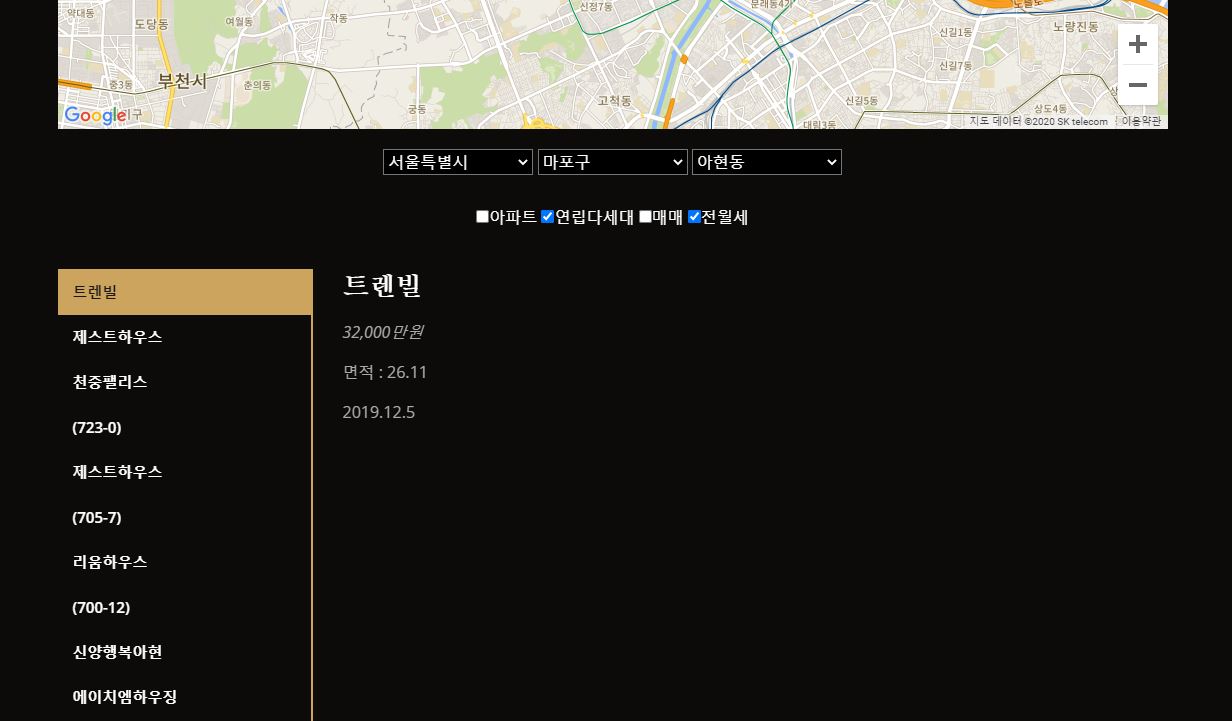 약대동
도당동
여월동
작동
신정7동
문래동4가
신길1동
노량진동
중3동
부천시
춘의동
궁동
고척동
신길7동
신길5동
상도4동
대림3동
Google
지도 데이터 ©2020 SK telecom
이용약관
서울특별시 마포구 아현동
아파트 연립다세대 매매 전월세
트렌빌
제스트하우스
천중팰리스
(723-0)
제스트하우스
(705-7)
리움하우스
(700-12)
신양행복아현
에이치엠하우징
트렌빌
32,000만원
면적 : 26.11
2019.12.5